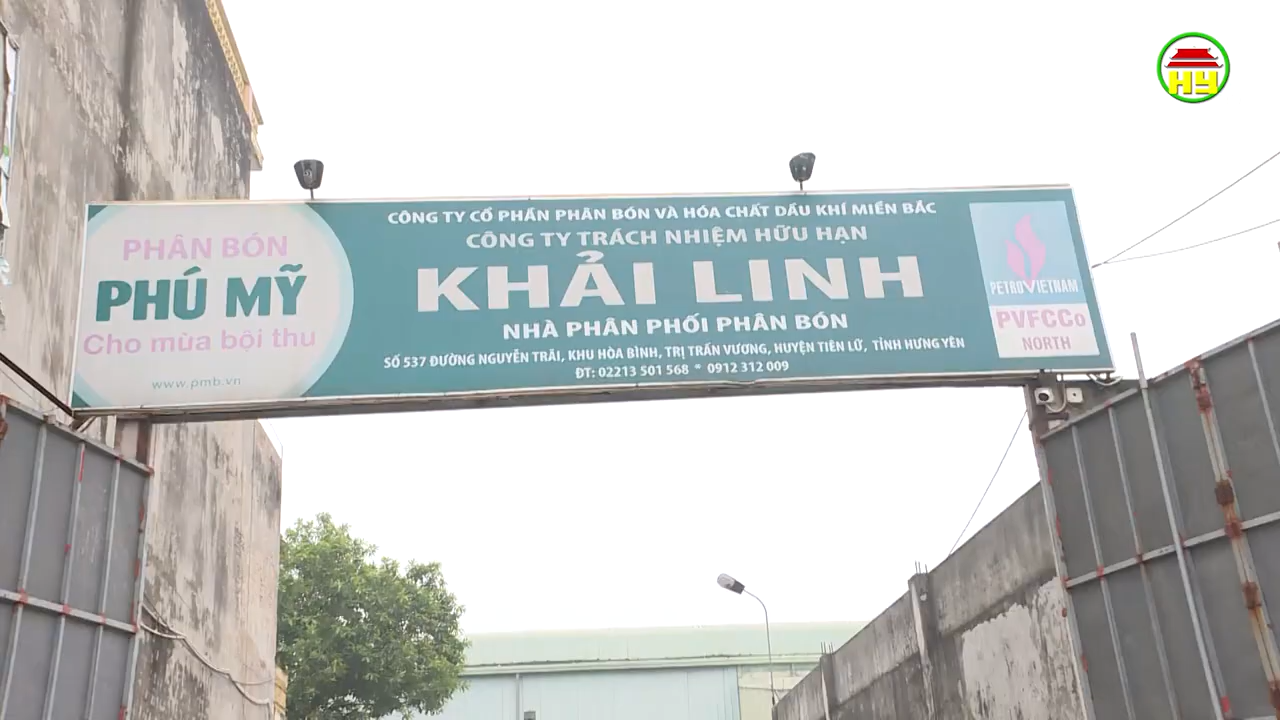 HY
CÔNG TY CỔ PHẦN PHÂN BÓN VÀ HÓA CHẤT DẦU KHÍ MIỀN BẮC
CÔNG TY TRÁCH NHIỆM HỮU HẠN
KHẢI LINH
NHÀ PHÂN PHỐI PHÂN BÓN
SỐ 537 ĐƯỜNG NGUYỄN TRÃI, KHU HÒA BÌNH, TRỊ TRẤN VƯƠNG, HUYỆN TIÊN LỮ, TỈNH HƯNG YÊN
ĐT: 02213 501 568 * 0912 312 009
PHÂN BÓN
PHÚ MỸ
Cho mùa bội thu
www.pmb.vn
PETROVIETNAM
PVFCCo
NORTH